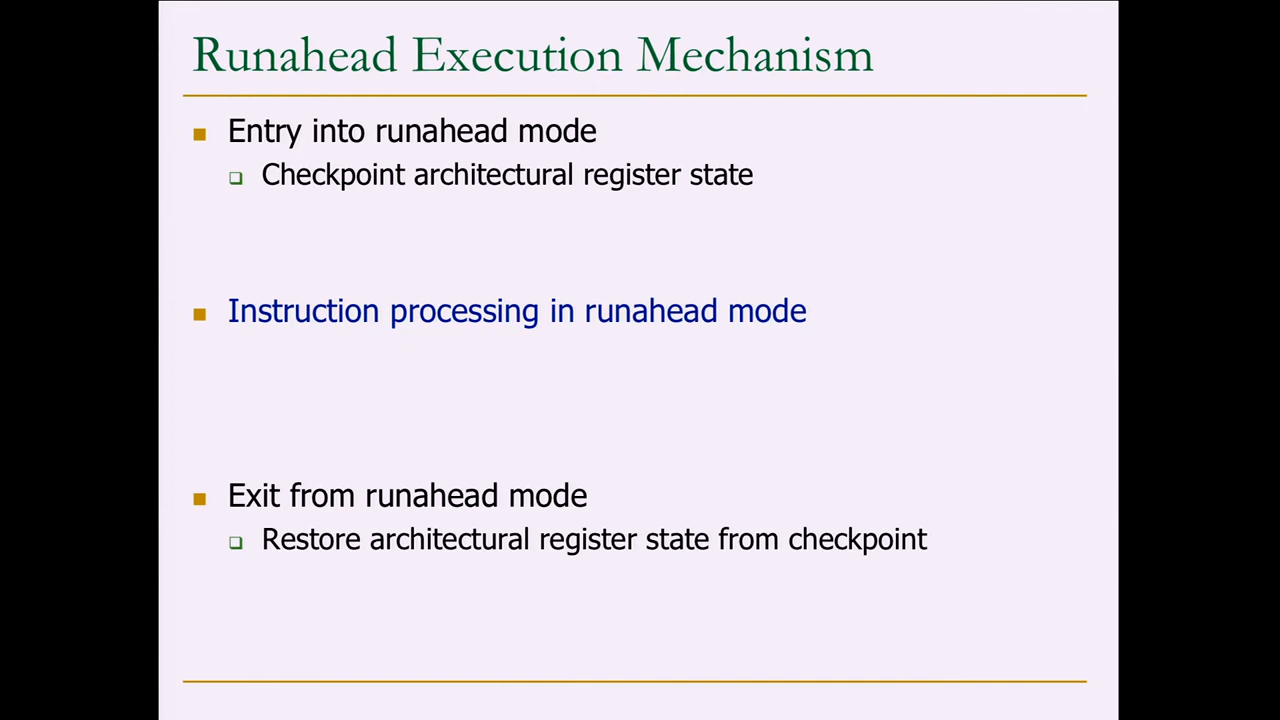 Runahead Execution Mechanism
Entry into runahead mode
Checkpoint architectural register state
Instruction processing in runahead mode
Exit from runahead mode
Restore architectural register state from checkpoint